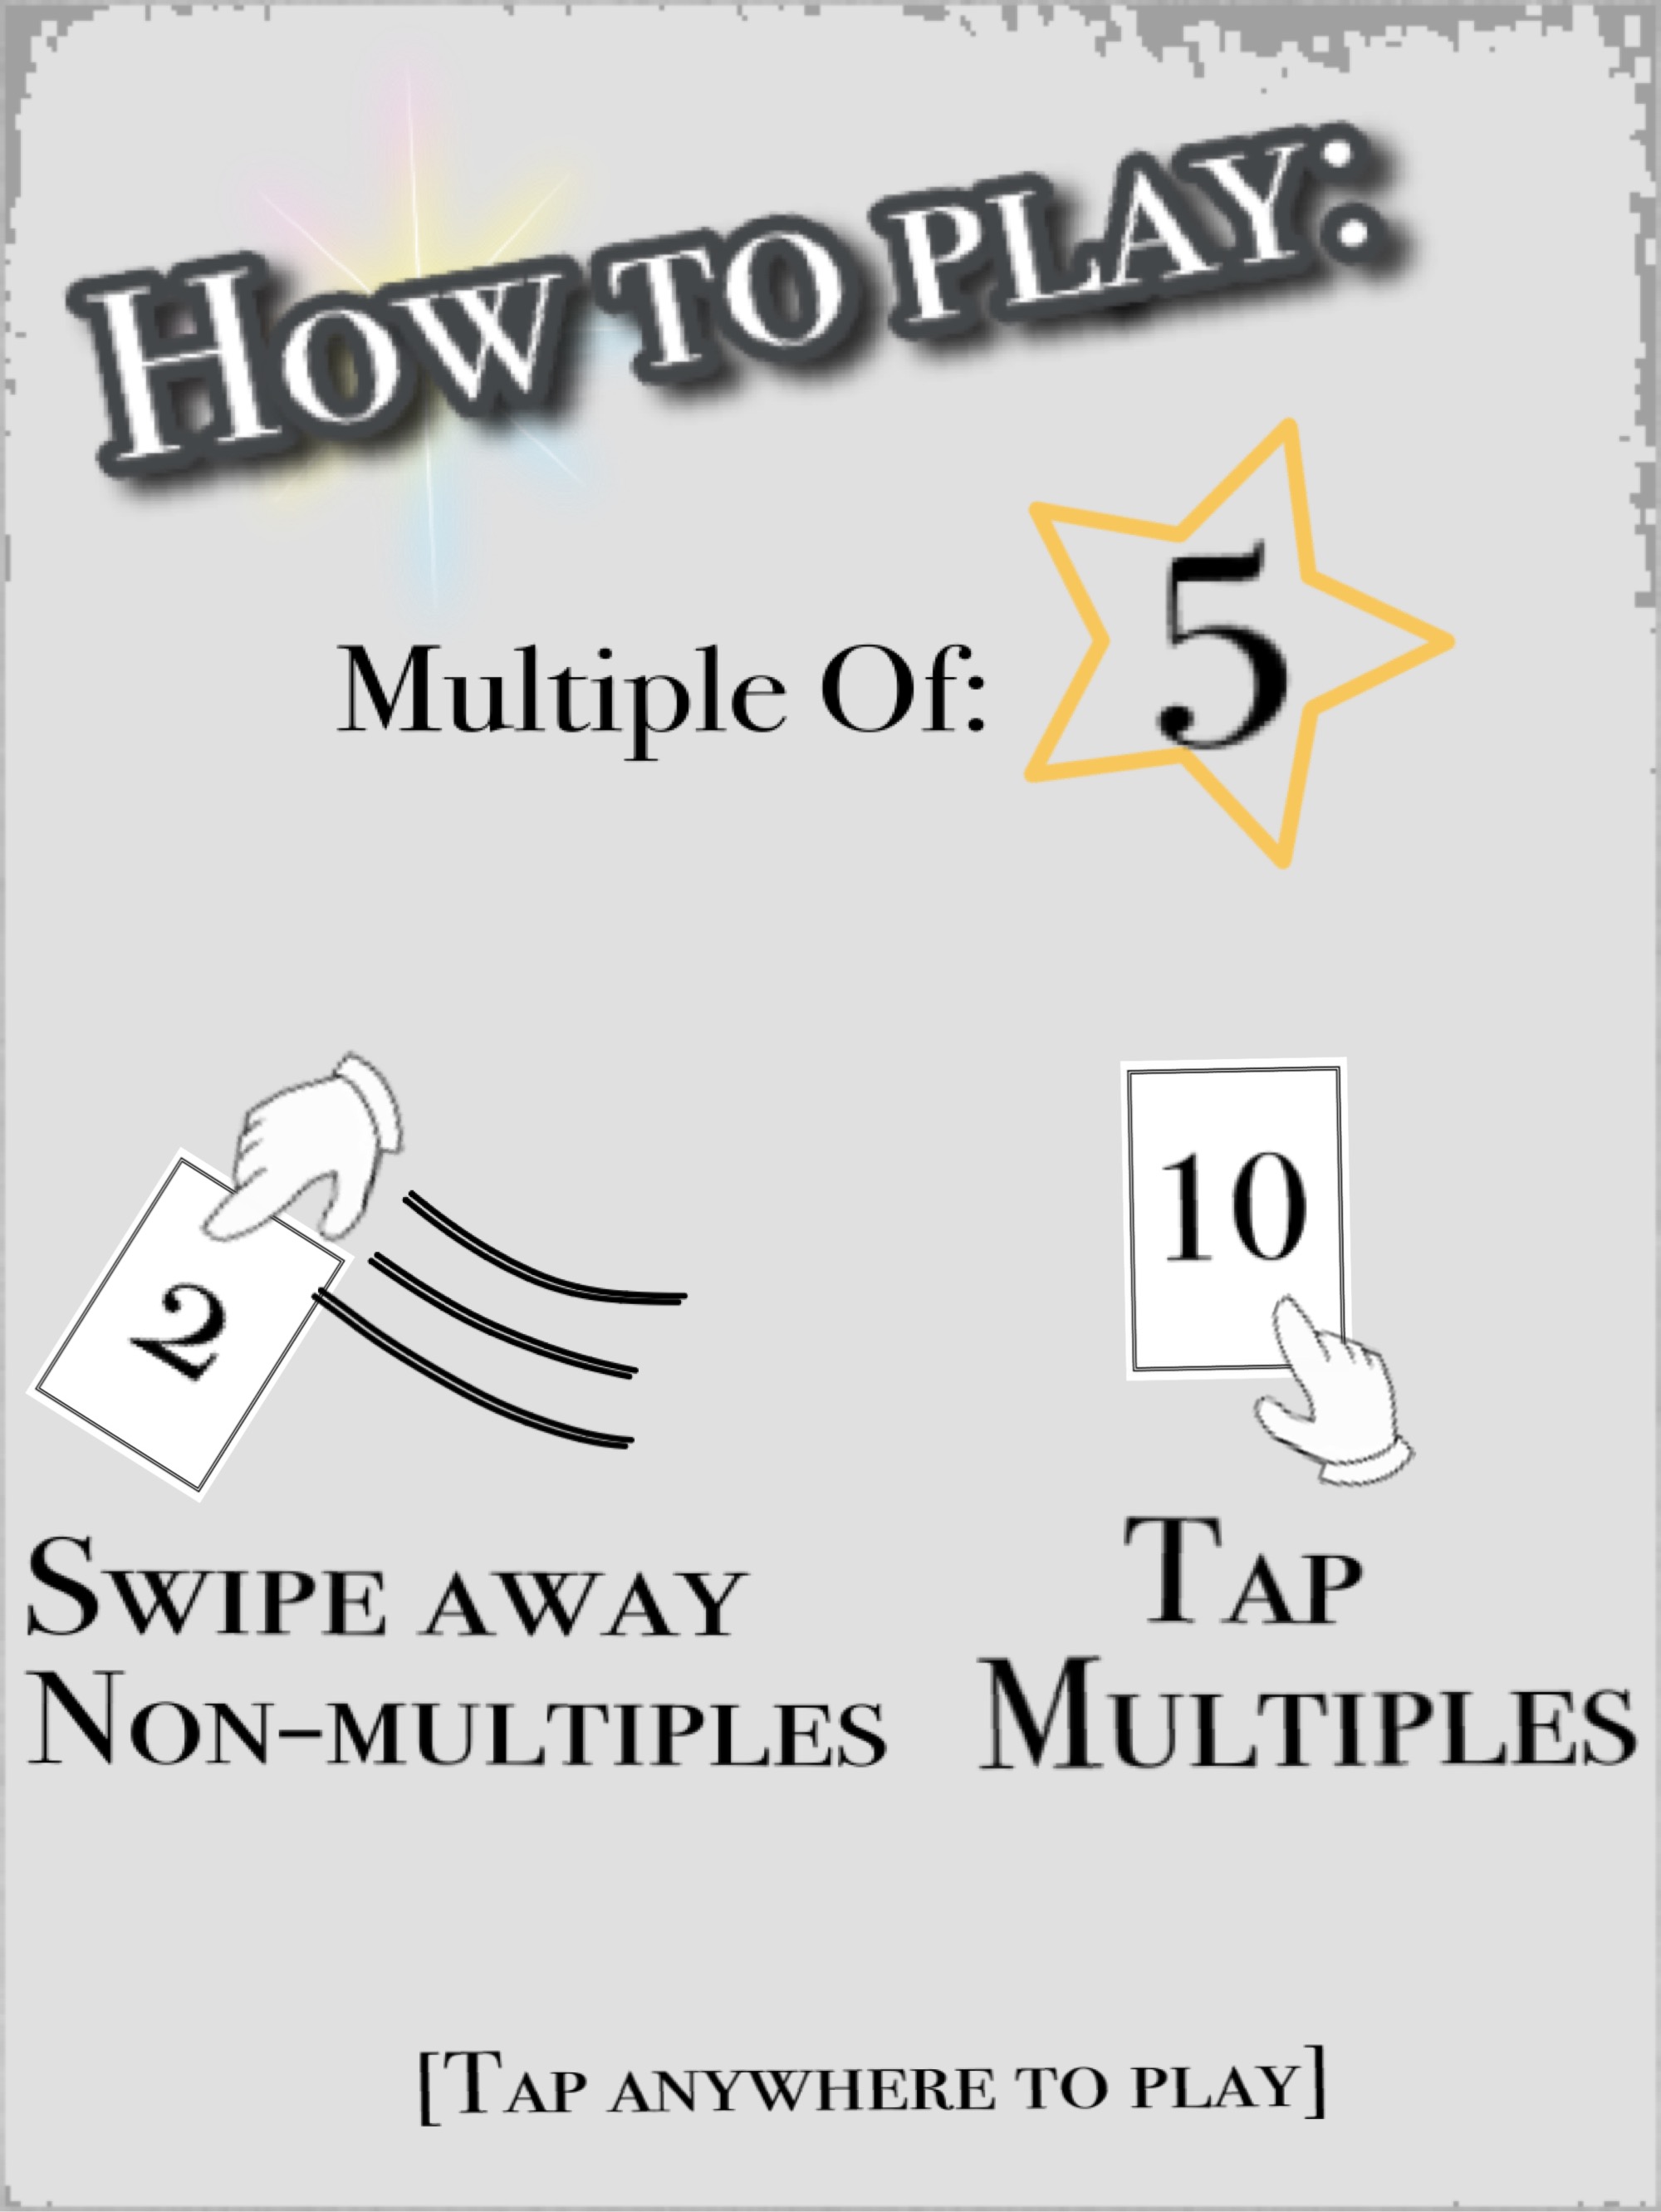 How to play:
Multiple Of: 5
2
10
Swipe away
Non-multiples
Tap
Multiples
[Tap anywhere to play]